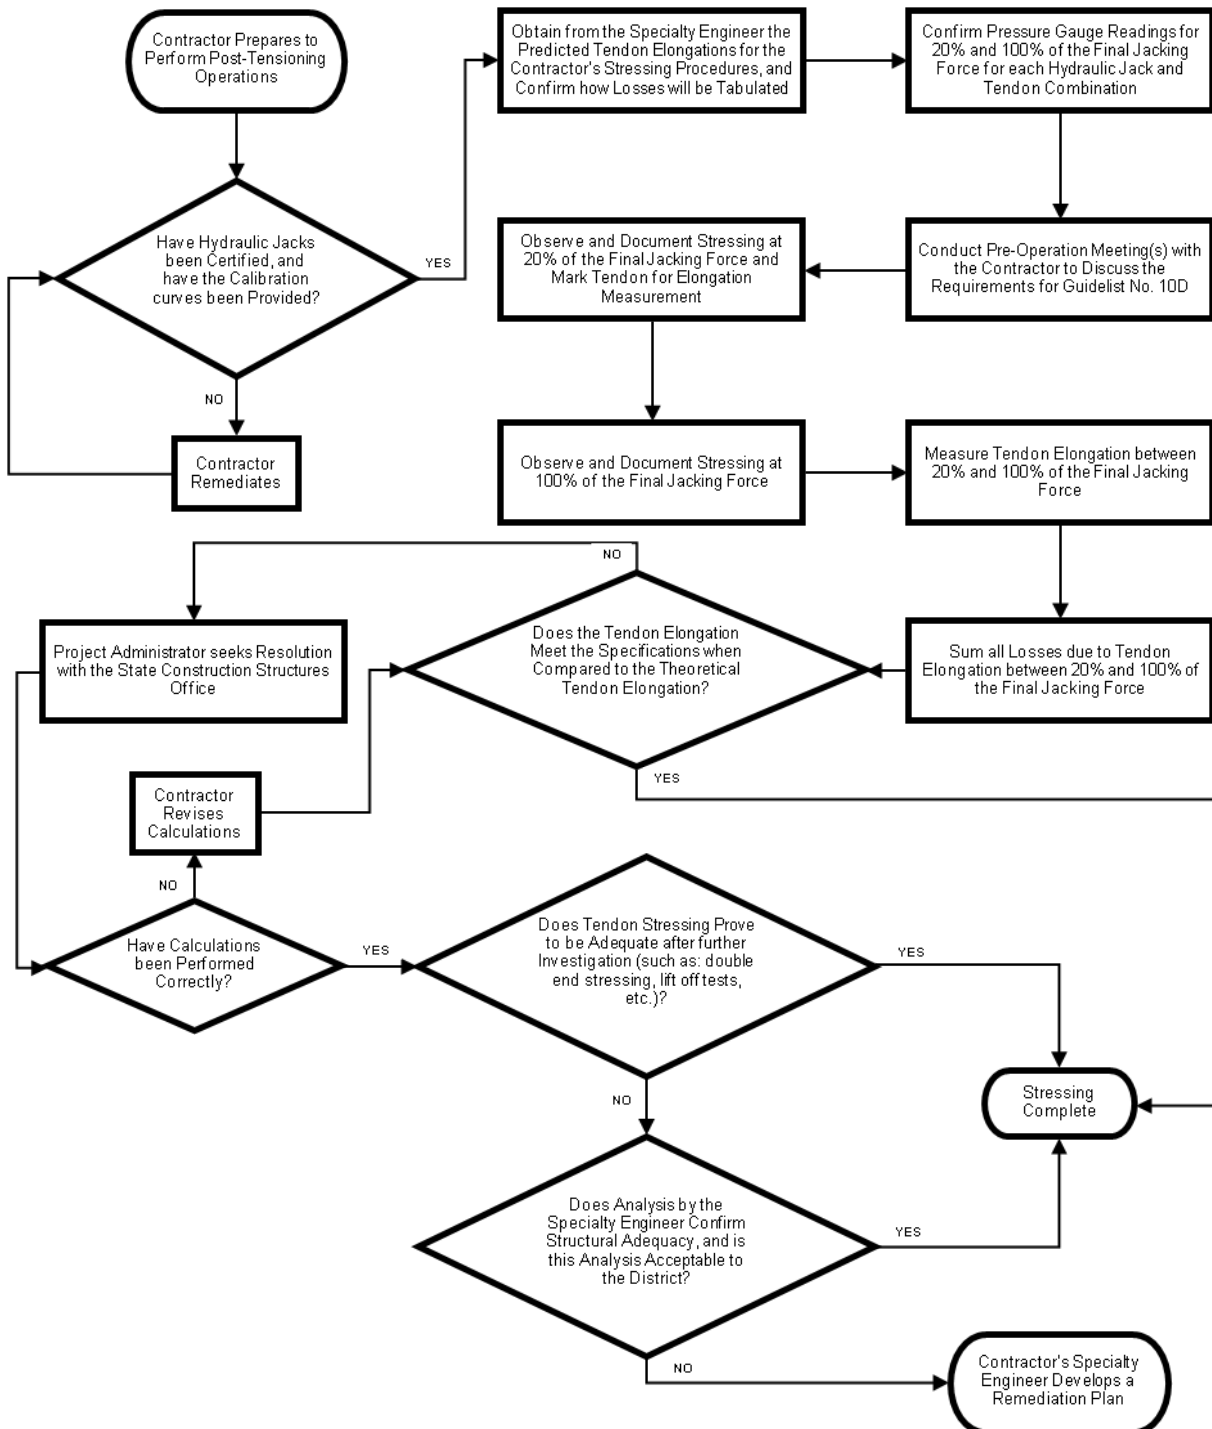 Contractor Prepares to
Perform Post-Tensioning
Operations
Obtain from the Specialty Engineer the
Predicted Tendon Elongations for the
Contractor's Stressing Procedures, and
Confirm how Losses will be Tabulated
Confirm Pressure Gauge Readings for
20% and 100% of the Final Jacking
Force for each Hydraulic Jack and
Tendon Combination
Have Hydraulic Jacks
been Certified, and
have the Calibration
curves been Provided?
YES
NO
Contractor
Remediates
Observe and Document Stressing at
20% of the Final Jacking Force and
Mark Tendon for Elongation
Measurement
Conduct Pre-Operation Meeting(s) with
the Contractor to Discuss the
Requirements for Guidelist No. 10D
Observe and Document Stressing at
100% of the Final Jacking Force
Measure Tendon Elongation between
20% and 100% of the Final Jacking
Force
NO
Project Administrator seeks Resolution
with the State Construction Structures
Office
Does the Tendon Elongation
Meet the Specifications when
Compared to the Theoretical
Tendon Elongation?
Sum all Losses due to Tendon
Elongation between 20% and 100% of
the Final Jacking Force
YES
Contractor
Revises
Calculations
NO
Have Calculations
been Performed
Correctly?
YES
Does Tendon Stressing Prove
to be Adequate after further
Investigation (such as: double
end stressing, lift off tests,
etc.)?
YES
NO
Stressing
Complete
Does Analysis by the
Specialty Engineer Confirm
Structural Adequacy, and is
this Analysis Acceptable to
the District?
YES
NO
Contractor's Specialty
Engineer Develops a
Remediation Plan